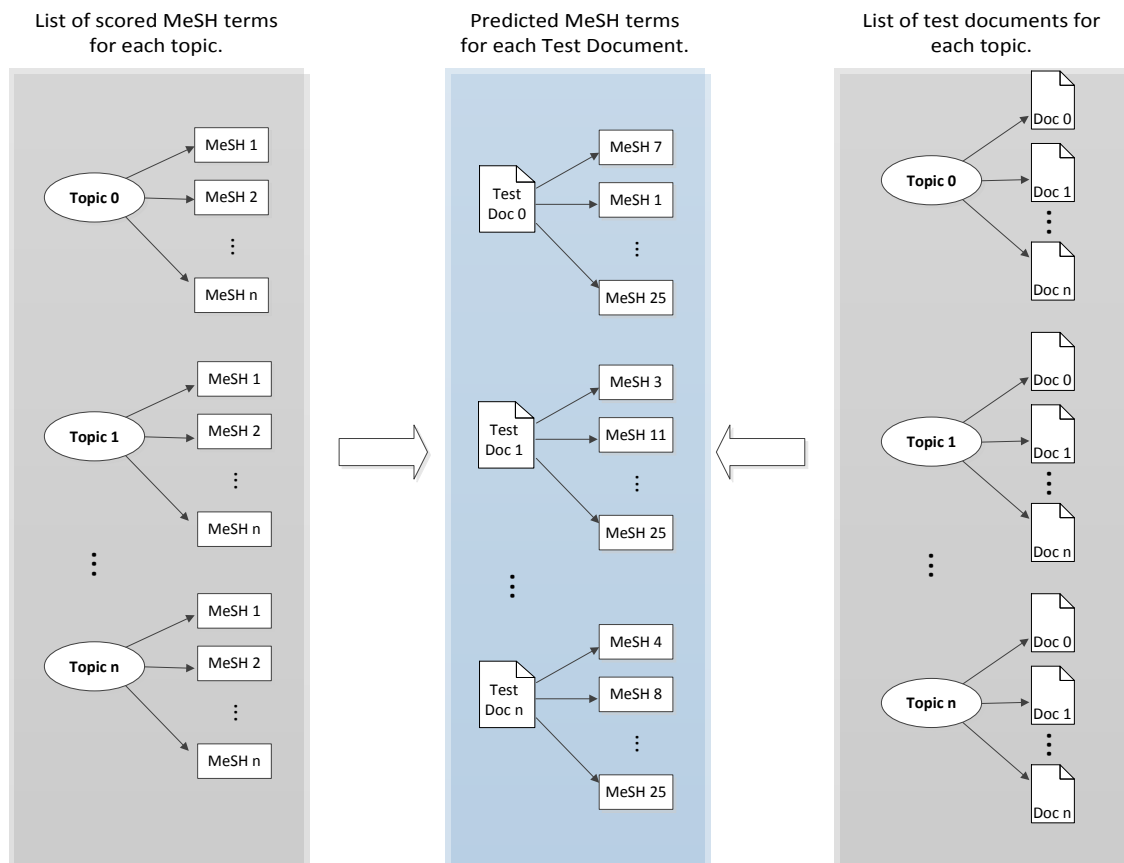 List of scored MeSH terms
for each topic.
MeSH 1
Topic 0
MeSH 2
...
MeSH n
MeSH 1
Topic 1
MeSH 2
...
MeSH n
...
MeSH 1
Topic n
MeSH 2
...
MeSH n
Predicted MeSH terms
for each Test Document.
MeSH 7
Test
Doc 0
MeSH 1
...
MeSH 25
MeSH 3
Test
Doc 1
MeSH 11
...
MeSH 25
...
MeSH 4
Test
Doc n
MeSH 8
...
MeSH 25
List of test documents for
each topic.
Doc 0
Topic 0
Doc 1
...
Doc n
Doc 0
Topic 1
Doc 1
...
Doc n
...
Doc 0
Topic n
Doc 1
...
Doc n